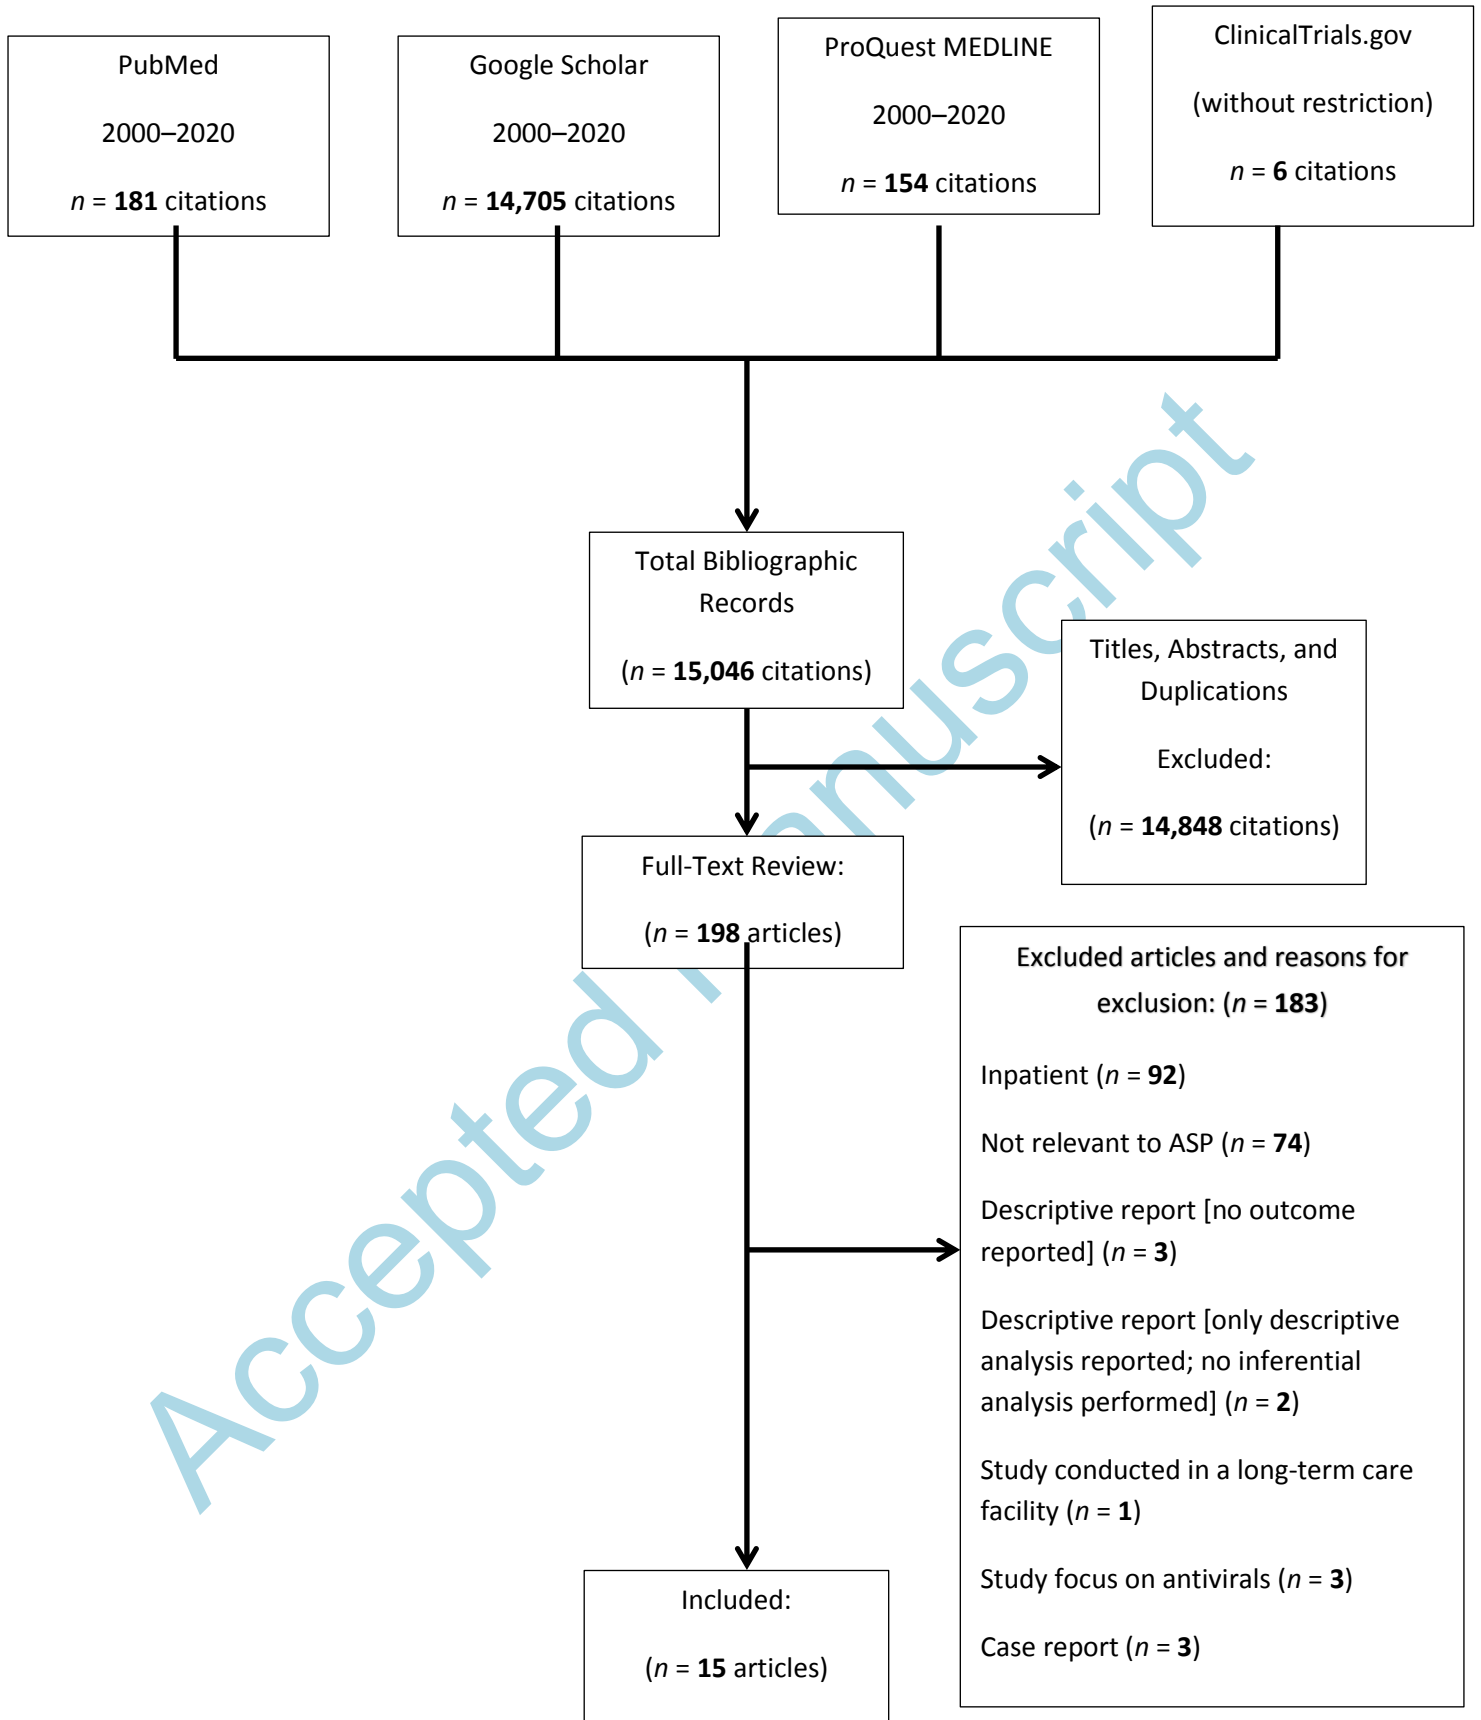 PubMed
2000–2020
n = 181 citations
Google Scholar
2000–2020
n = 14,705 citations
ProQuest MEDLINE
2000–2020
n = 154 citations
ClinicalTrials.gov
(without restriction)
n = 6 citations
Total Bibliographic
Records
(n = 15,046 citations)
Titles, Abstracts, and
Duplications
Excluded:
(n = 14,848 citations)
Full-Text Review:
(n = 198 articles)
Excluded articles and reasons for
exclusion: (n = 183)
Inpatient (n = 92)
Not relevant to ASP (n = 74)
Descriptive report [no outcome
reported] (n = 3)
Descriptive report [only descriptive
analysis reported; no inferential
analysis performed] (n = 2)
Study conducted in a long-term care
facility (n = 1)
Study focus on antivirals (n = 3)
Case report (n = 3)
Included:
(n = 15 articles)
Accepted Manuscript